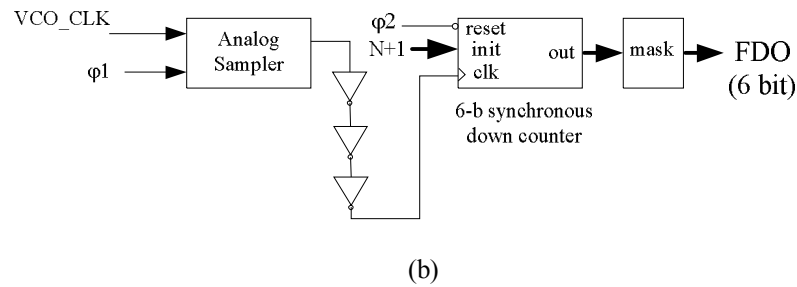 VCO_CLK
φ1
Analog
Sampler
φ2
N+1
reset
init
clk
out
6-b synchronous
down counter
mask
FDO
(6 bit)
(b)